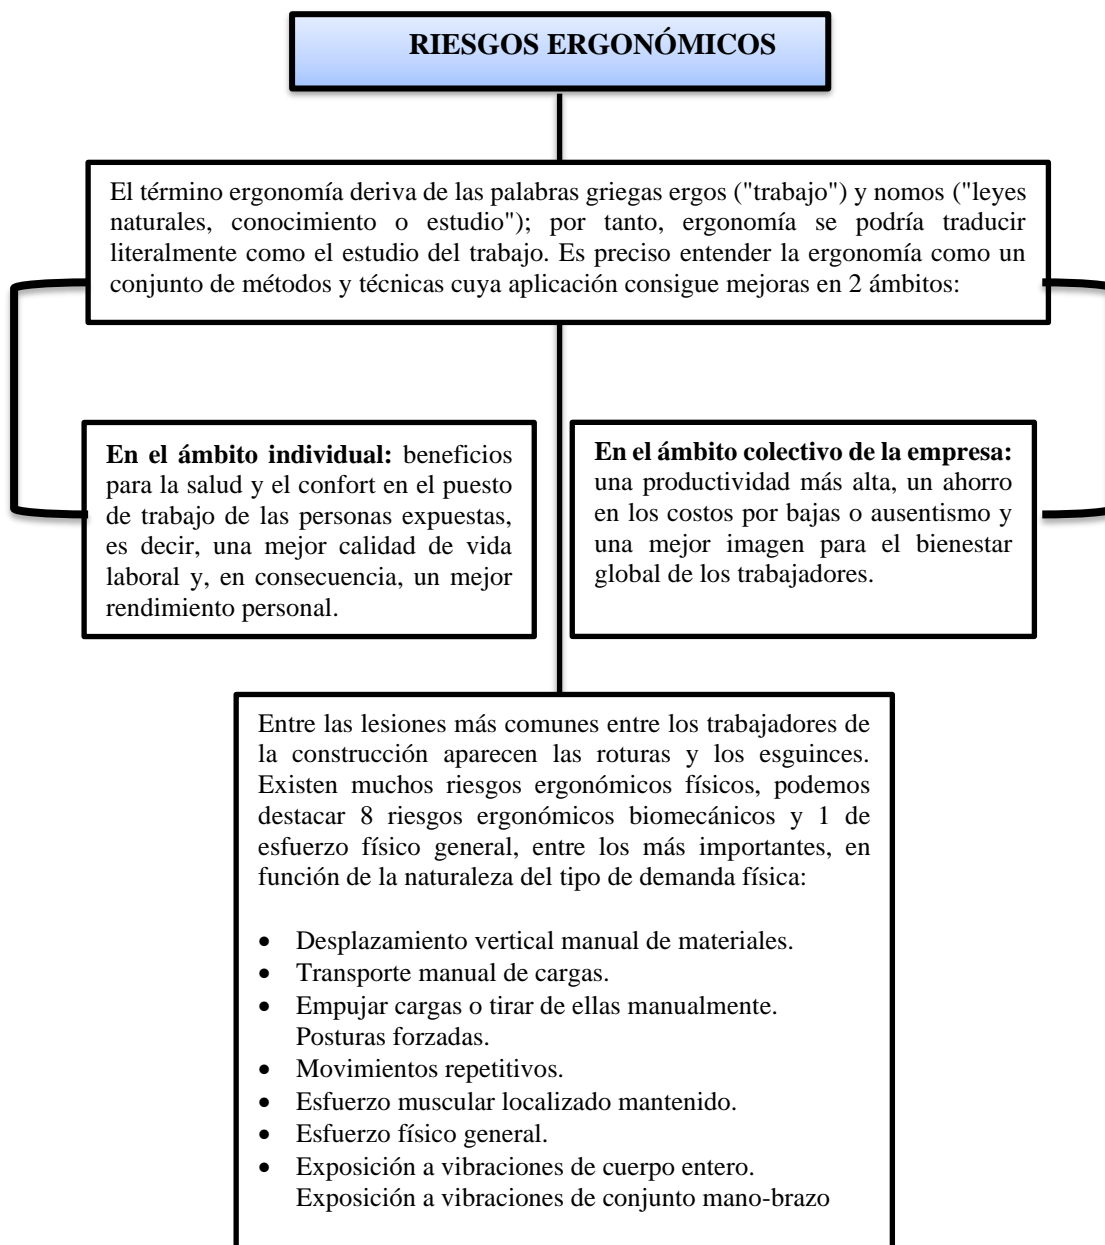 RIESGOS ERGONÓMICOS
El término ergonomía deriva de las palabras griegas ergos ("trabajo") y nomos ("leyes
naturales, conocimiento o estudio"); por tanto, ergonomía se podría traducir
literalmente como el estudio del trabajo. Es preciso entender la ergonomía como un
conjunto de métodos y técnicas cuya aplicación consigue mejoras en 2 ámbitos:
En el ámbito individual: beneficios
para la salud y el confort en el puesto
de trabajo de las personas expuestas,
es decir, una mejor calidad de vida
laboral y, en consecuencia, un mejor
rendimiento personal.
En el ámbito colectivo de la empresa:
una productividad más alta, un ahorro
en los costos por bajas o ausentismo y
una mejor imagen para el bienestar
global de los trabajadores.
Entre las lesiones más comunes entre los trabajadores de
la construcción aparecen las roturas y los esguinces.
Existen muchos riesgos ergonómicos físicos, podemos
destacar 8 riesgos ergonómicos biomecánicos y 1 de
esfuerzo físico general, entre los más importantes, en
función de la naturaleza del tipo de demanda física:
• Desplazamiento vertical manual de materiales.
• Transporte manual de cargas.
• Empujar cargas o tirar de ellas manualmente.
Posturas forzadas.
• Movimientos repetitivos.
• Esfuerzo muscular localizado mantenido.
• Esfuerzo físico general.
• Exposición a vibraciones de cuerpo entero.
Exposición a vibraciones de conjunto mano-brazo